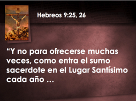 Hebreos 9:25, 26
"Y no para ofrecerse muchas
veces, como entra el sumo
sacerdote en el Lugar Santísimo
cada año ...